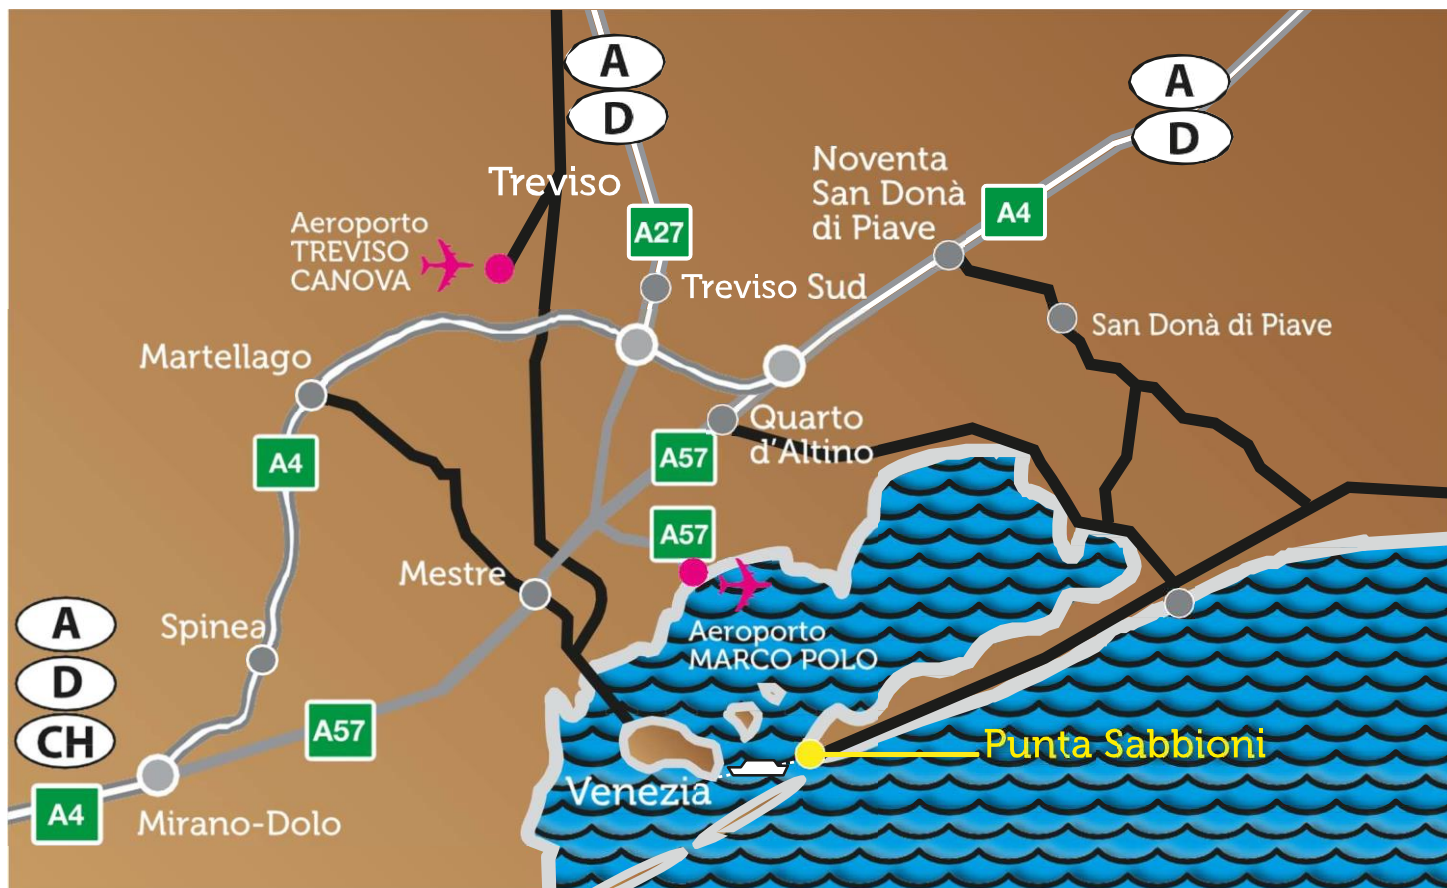 A
D
A
D
Noventa
San Donà
di Piave
A4
Treviso
A27
Aeroporto
TREVISO
CANOVA
Treviso Sud
San Donà di Piave
Martellago
Quarto
d'Altino
A57
A4
A57
Mestre
Aeroporto
MARCO POLO
A
D
CH
Spinea
A57
Punta Sabbioni
Venezia
A4
Mirano-Dolo